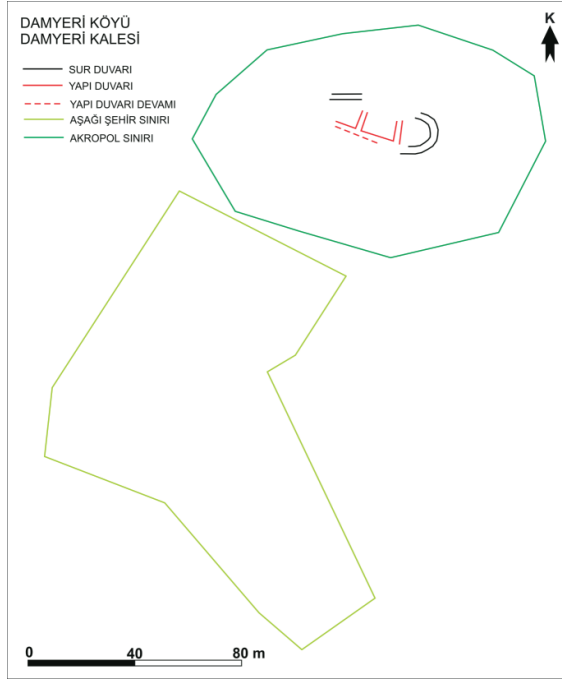 DAMYERİ KÖYÜ
DAMYERİ KALESİ
SUR DUVARI
YAPI DUVARI
YAPI DUVARI DEVAMI
AŞAĞI ŞEHİR SINIRI
AKROPOL SINIRI
K
0 40 80 m